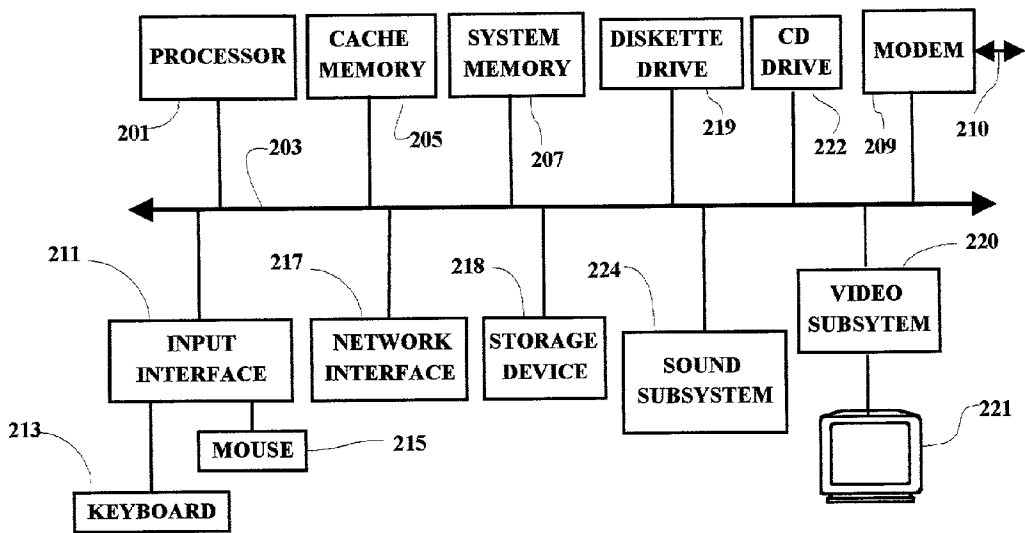 PROCESSOR
CACHE
MEMORY
SYSTEM
MEMORY
DISKETTE
DRIVE
CD
DRIVE
MODEM
201
203
205
207
219
222
209
210
211
217
218
224
220
INPUT
INTERFACE
NETWORK
INTERFACE
STORAGE
DEVICE
SOUND
SUBSYSTEM
VIDEO
SUBSYTEM
213
MOUSE
215
221
KEYBOARD